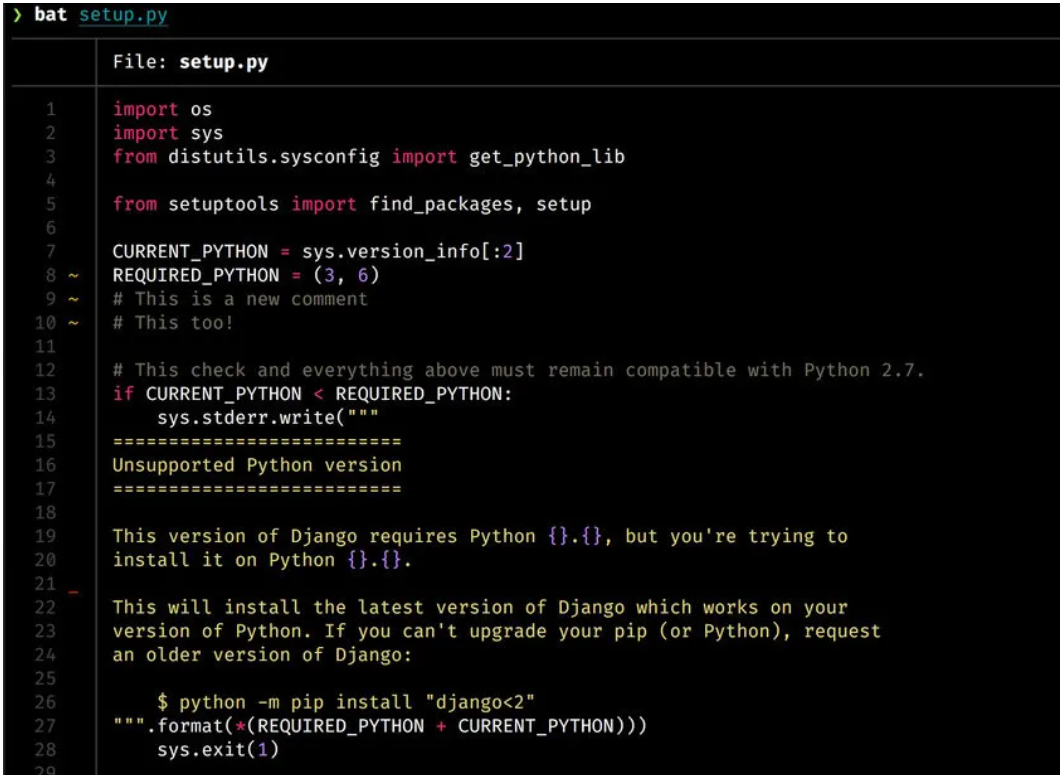 ❯ bat setup.py
File: setup.py
1 import os
2 import sys
3 from distutils.sysconfig import get_python_lib
4
5 from setuptools import find_packages, setup
6
7 CURRENT_PYTHON = sys.version_info[:2]
8 ~ REQUIRED_PYTHON = (3, 6)
9 ~ # This is a new comment
10 ~ # This too!
11
12 # This check and everything above must remain compatible with Python 2.7.
13 if CURRENT_PYTHON < REQUIRED_PYTHON:
14     sys.stderr.write("""
15 ==========================
16 Unsupported Python version
17 ==========================
18
19 This version of Django requires Python {}.{}, but you're trying to
20 install it on Python {}.{}.
21 _
22 This will install the latest version of Django which works on your
23 version of Python. If you can't upgrade your pip (or Python), request
24 an older version of Django:
25
26     $ python -m pip install "django<2"
27 """.format(*(REQUIRED_PYTHON + CURRENT_PYTHON)))
28     sys.exit(1)
29